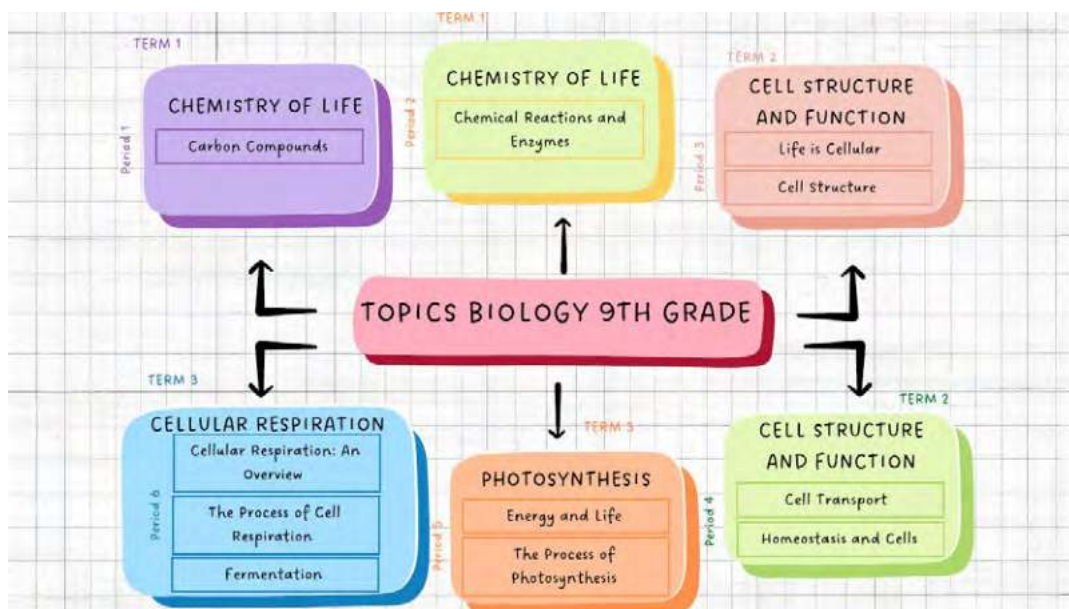 TERM 1
CHEMISTRY OF LIFE
Period 1
Carbon Compounds
TERM 1
CHEMISTRY OF LIFE
Period 2
Chemical Reactions and
Enzymes
TERM 2
CELL STRUCTURE
AND FUNCTION
Period 3
Life is Cellular
Cell Structure
TOPICS BIOLOGY 9TH GRADE
TERM 3
CELLULAR RESPIRATION
Period 6
Cellular Respiration: An
Overview
The Process of Cell
Respiration
Fermentation
TERM 3
PHOTOSYNTHESIS
Period 5
Energy and Life
The Process of
Photosynthesis
TERM 2
CELL STRUCTURE
AND FUNCTION
Period 4
Cell Transport
Homeostasis and Cells